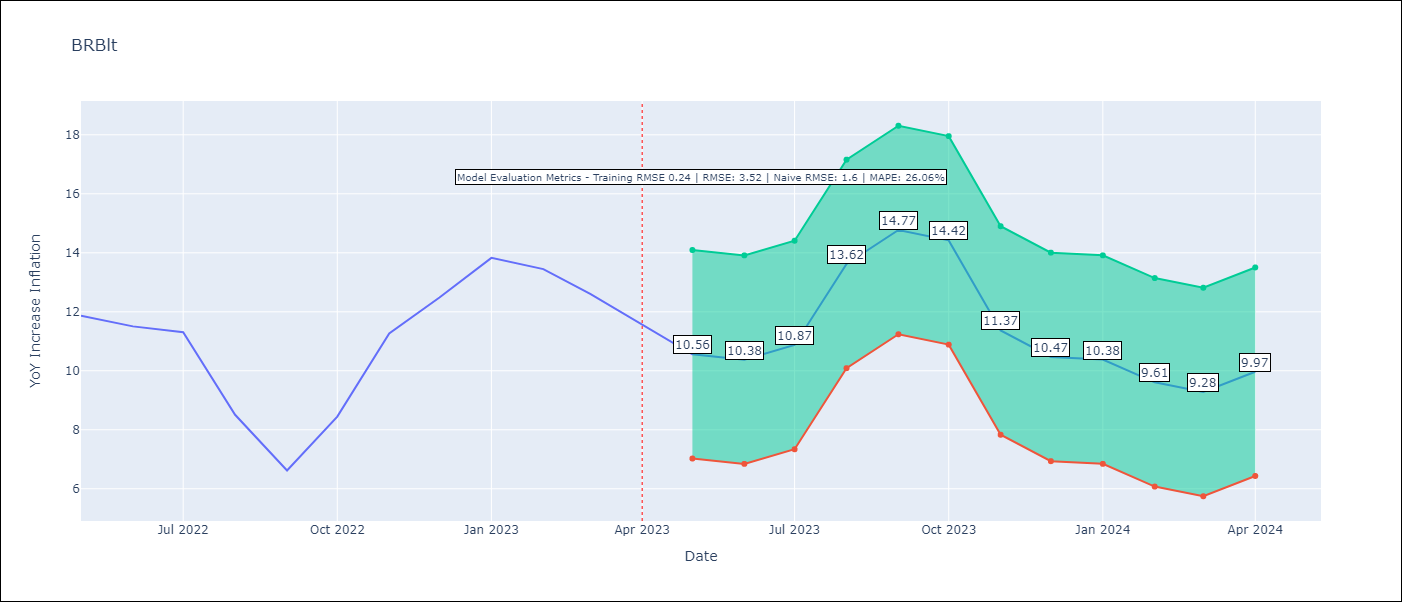 BRBlt
YoY Increase Inflation
18
16
14
12
10
8
6
Model Evaluation Metrics - Training RMSE 0.24 | RMSE: 3.52 | Naive RMSE: 1.6 | MAPE: 26.06%
10.56
10.38
10.87
13.62
14.77
14.42
11.37
10.47
10.38
9.61
9.28
9.97
Jul 2022
Oct 2022
Jan 2023
Apr 2023
Jul 2023
Oct 2023
Jan 2024
Apr 2024
Date